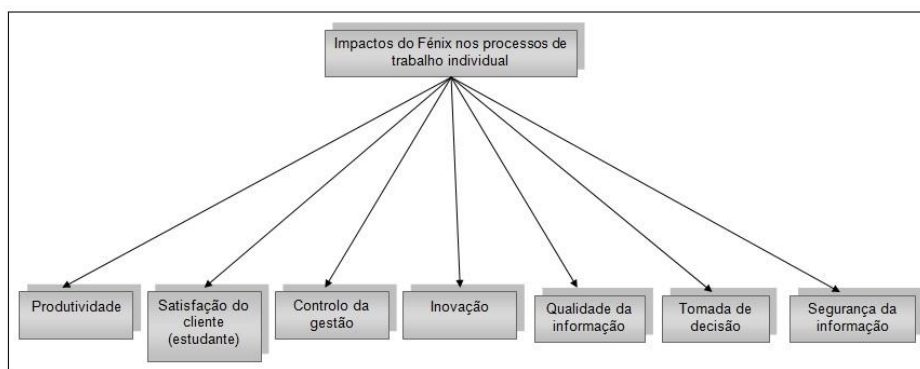 Impactos do Fénix nos processos de
trabalho individual
Produtividade
Satisfação do
cliente
(estudante)
Controlo da
gestão
Inovação
Qualidade da
informação
Tomada de
decisão
Segurança da
informação